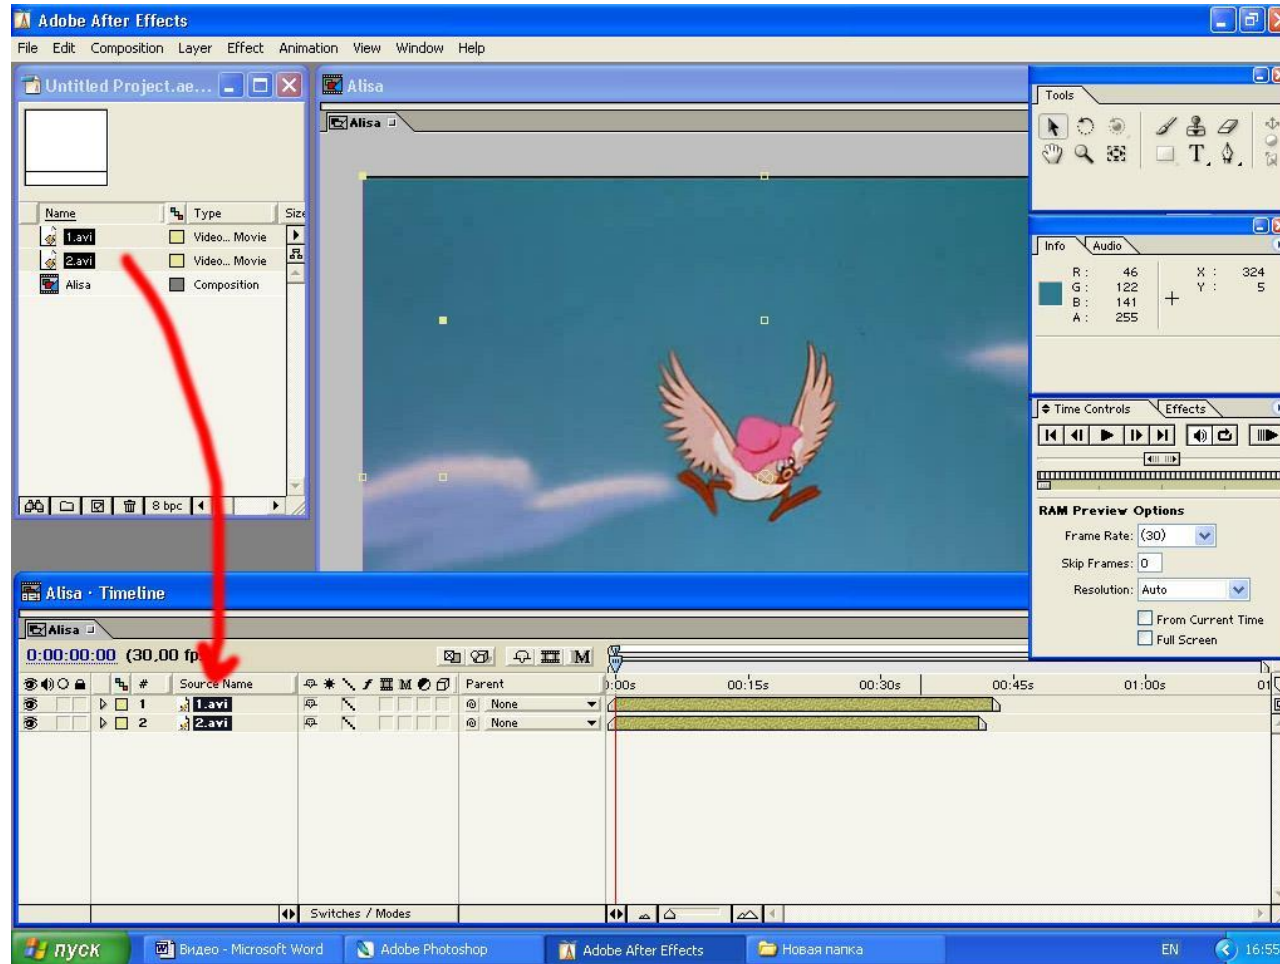 Adobe After Effects
File Edit Composition Layer Effect Animation View Window Help
Untitled Project.ae...
Alisa
Alisa
Name Type Size
1.avi Video... Movie
2.avi Video... Movie
Alisa Composition
8 bpc
Tools
T
Info Audio
R : 46 X : 324
G : 122 Y : 5
B : 141
A : 255
Time Controls Effects
RAM Preview Options
Frame Rate: (30)
Skip Frames: 0
Resolution: Auto
From Current Time
Full Screen
Alisa · Timeline
Alisa
0:00:00:00 (30,00 fp
M
# Source Name M Parent
):00s 00:15s 00:30s 00:45s 01:00s 01
1 1.avi None
2 2.avi None
Switches / Modes
пуск Видео - Microsoft Word Adobe Photoshop Adobe After Effects Новая папка EN 16:55